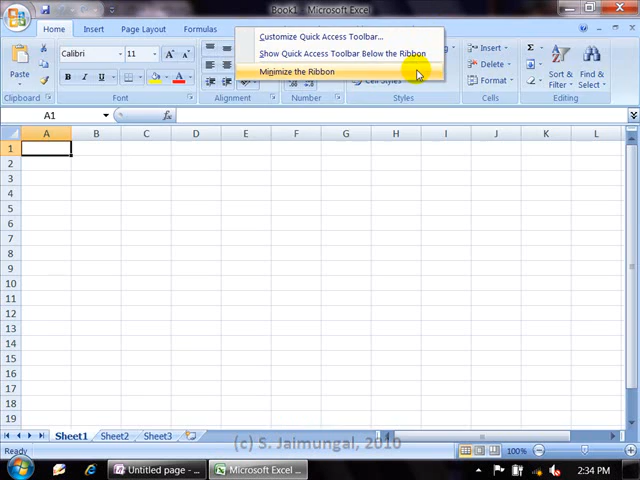 Book1 - Microsoft Excel
Home Insert Page Layout Formulas
Customize Quick Access Toolbar...
Show Quick Access Toolbar Below the Ribbon
Minimize the Ribbon
Paste
Calibri 11
B I U
Cell Styles
Insert
Delete
Format
Sort & Filter
Find & Select
Clipboard Font Alignment Styles Cells Editing
A1 fx
A B C D E F G H I J K L
1
2
3
4
5
6
7
8
9
10
11
12
13
14
15
16
17
18
19
Sheet1 Sheet2 Sheet3
(c) S. Jaimungal, 2010
Ready 100%
Untitled page - ... Microsoft Excel ... 2:34 PM